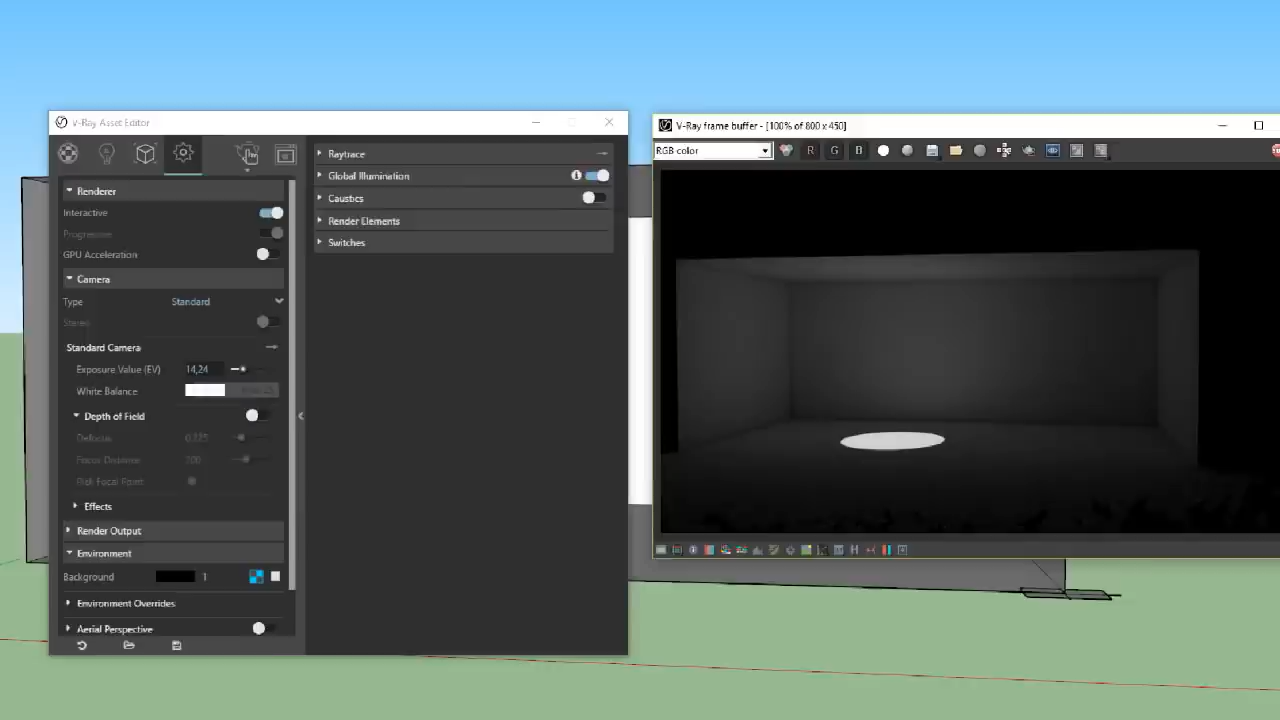 V-Ray Asset Editor
Renderer
Interactive
Progressive
GPU Acceleration
Camera
Type Standard
Stereo
Standard Camera
Exposure Value (EV) 14,24
White Balance
Depth of Field
Defocus
Focus Distance 200
Pick Focal Point
Effects
Render Output
Environment
Background 1
Environment Overrides
Aerial Perspective
Raytrace
Global Illumination
Caustics
Render Elements
Switches
V-Ray frame buffer - [100% of 800 x 450]
RGB color
R G B
H